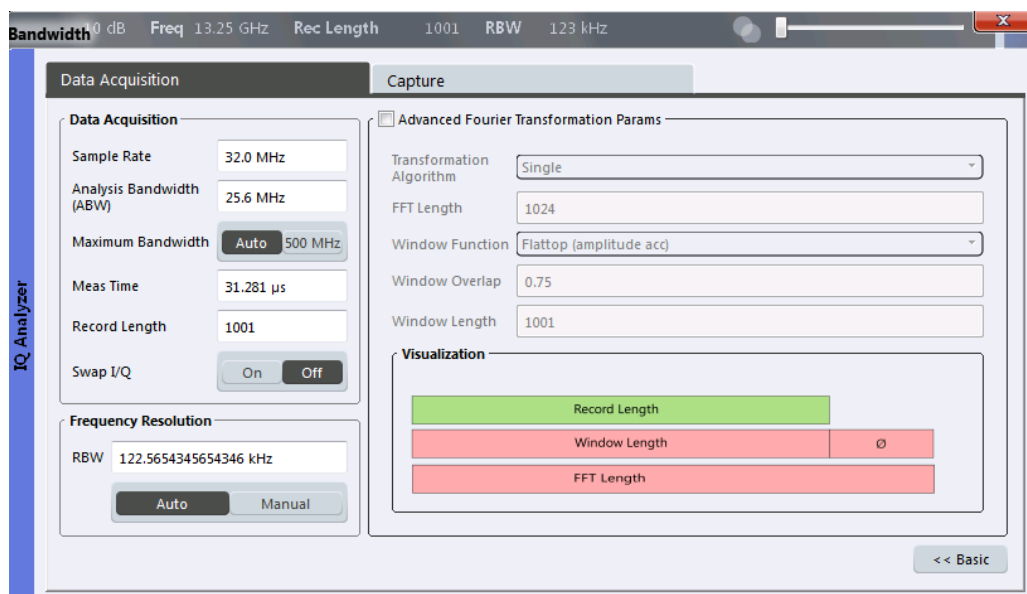 Bandwidth 0 dB Freq 13.25 GHz Rec Length 1001 RBW 123 kHz
IQ Analyzer
Data Acquisition
Capture
Data Acquisition
Sample Rate 32.0 MHz
Analysis Bandwidth (ABW) 25.6 MHz
Maximum Bandwidth Auto 500 MHz
Meas Time 31.281 µs
Record Length 1001
Swap I/Q On Off
Frequency Resolution
RBW 122.5654345654346 kHz
Auto Manual
Advanced Fourier Transformation Params
Transformation Algorithm Single
FFT Length 1024
Window Function Flattop (amplitude acc)
Window Overlap 0.75
Window Length 1001
Visualization
Record Length
Window Length Ø
FFT Length
<< Basic